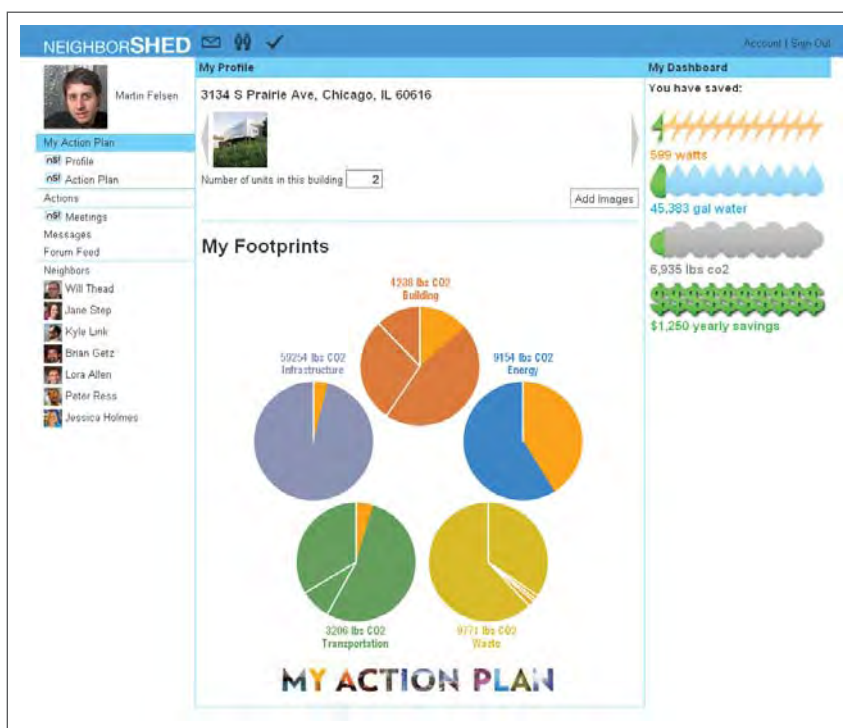 NEIGHBORSHED
Account | Sign Out
Martin Felsen
My Action Plan
ns! Profile
ns! Action Plan
Actions
ns! Meetings
Messages
Forum Feed
Neighbors
Will Thead
Jane Step
Kyle Link
Brian Getz
Lora Allen
Peter Ress
Jessica Holmes
My Profile
3134 S Prairie Ave, Chicago, IL 60616
Number of units in this building 2
Add Images
My Footprints
4238 lbs CO2
Building
59254 lbs CO2
Infrastructure
9154 lbs CO2
Energy
3206 lbs CO2
Transportation
9771 lbs CO2
Waste
MY ACTION PLAN
My Dashboard
You have saved:
599 watts
45,383 gal water
6,935 lbs co2
$$$$$$$$$$
$1,250 yearly savings